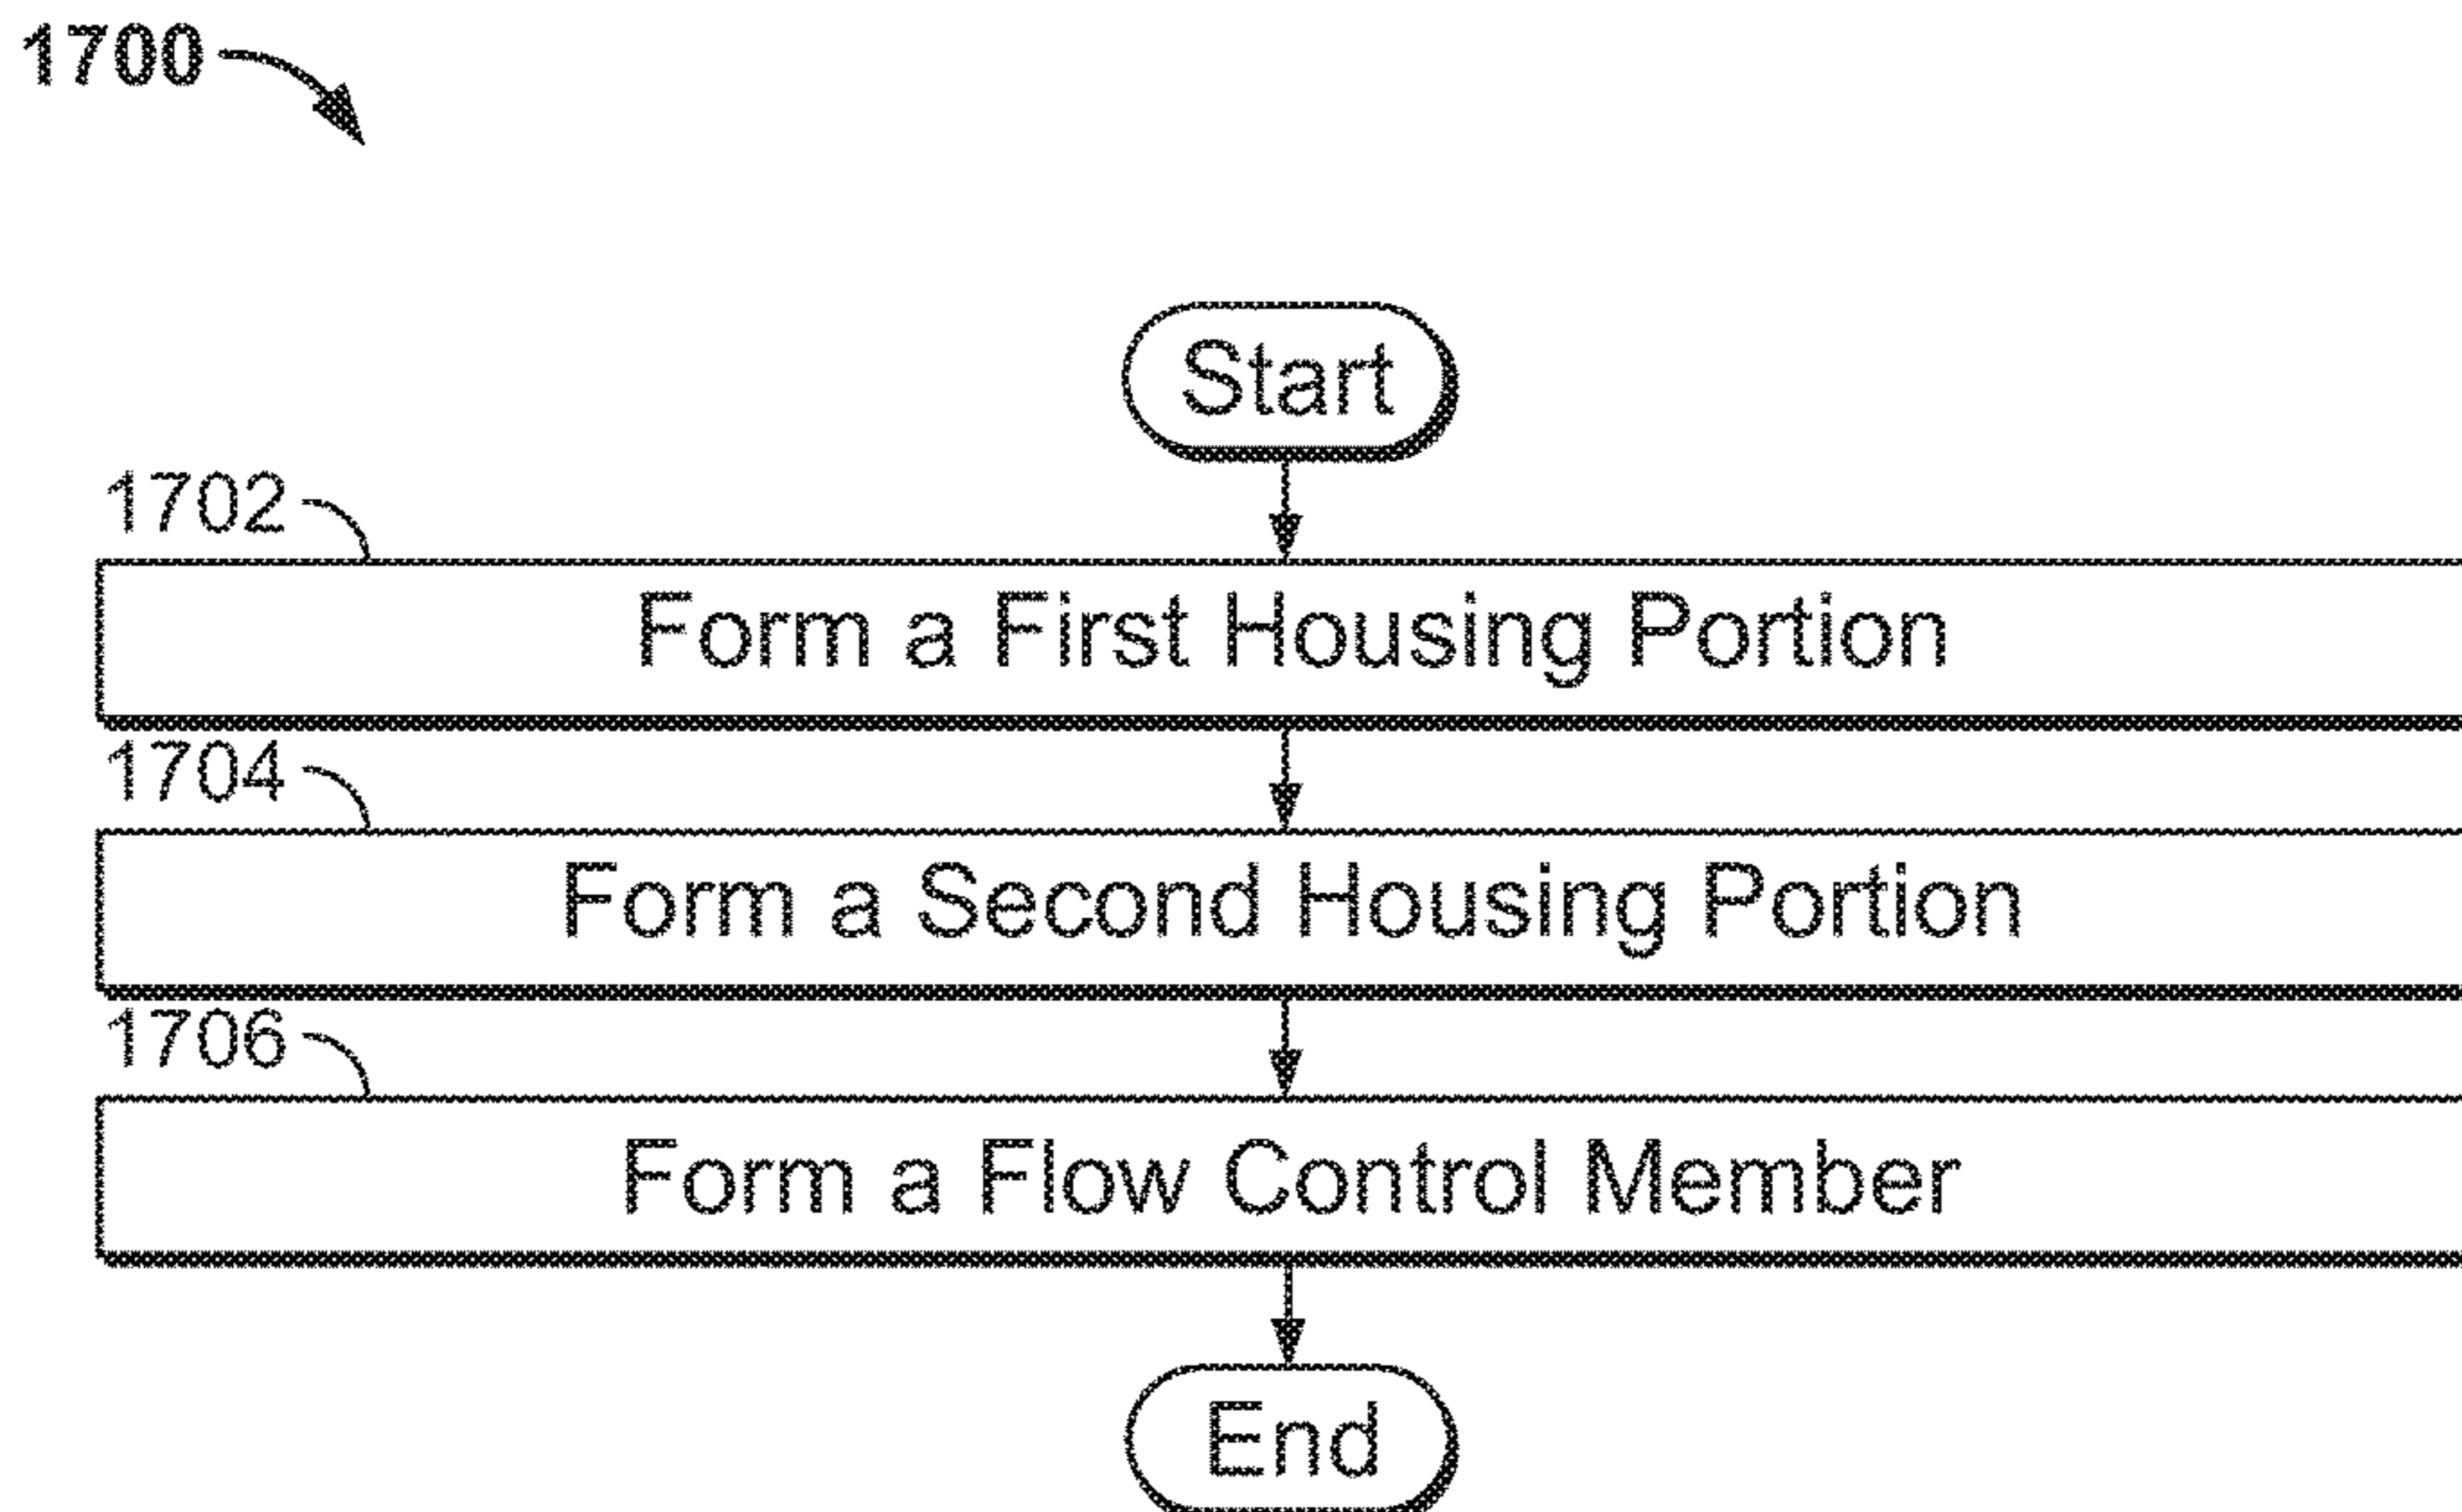 1700
Start
1702
Form a First Housing Portion
1704
Form a Second Housing Portion
1706
Form a Flow Control Member
End